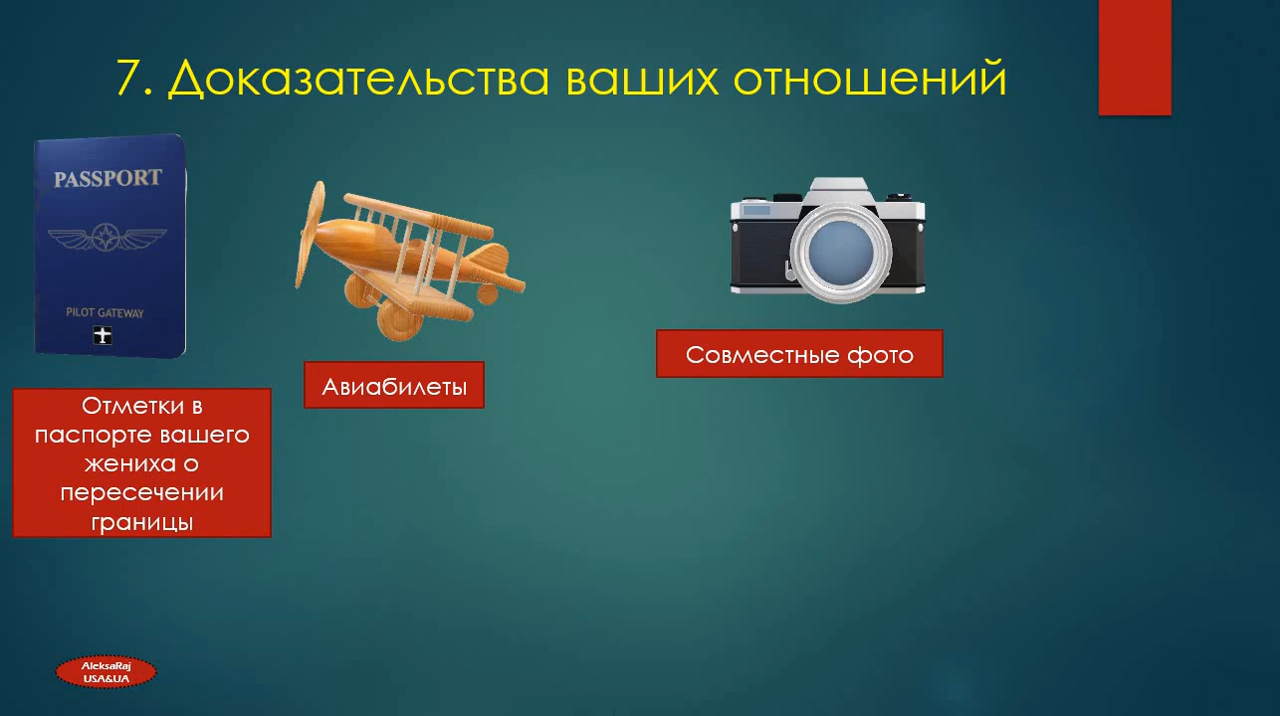 7. Доказательства ваших отношений
PASSPORT
PILOT GATEWAY
Отметки в
паспорте вашего
жениха о
пересечении
границы
Авиабилеты
Совместные фото
AleksaRaj
USA&UA